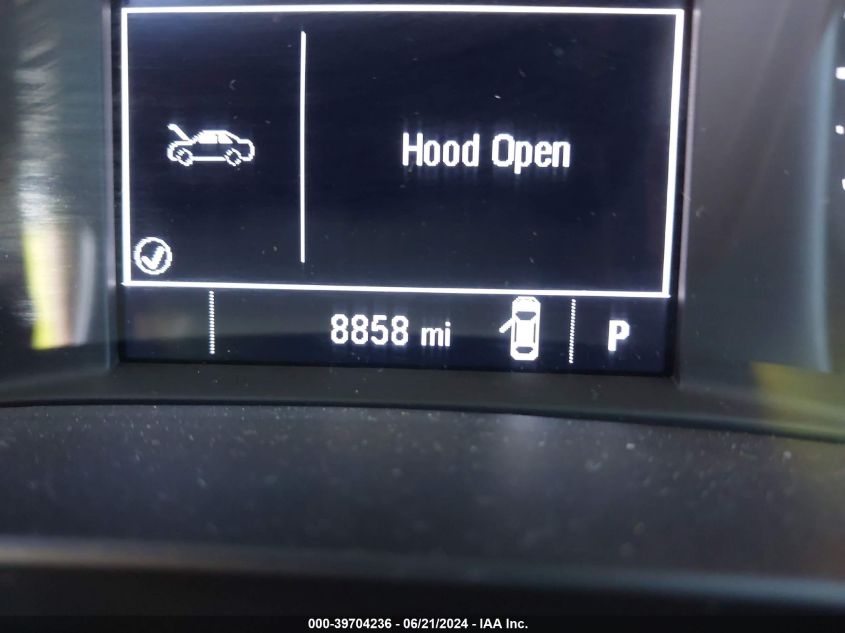 Hood Open
8858 mi
P
000-39704236 - 06/21/2024 - IAA Inc.